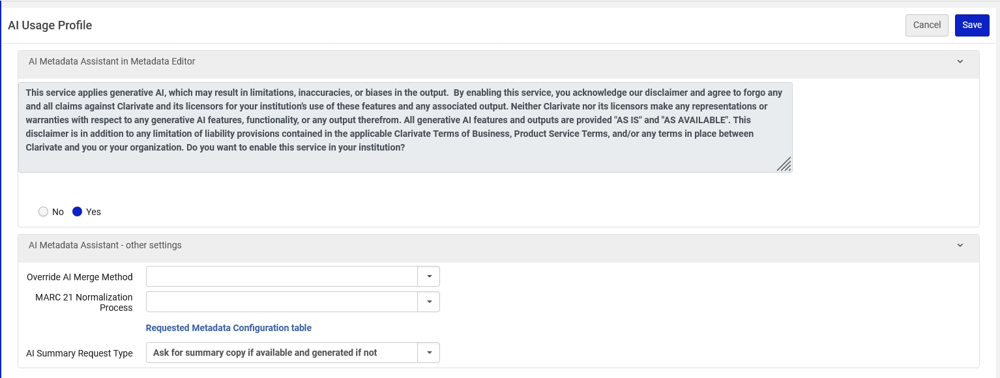 AI Usage Profile
Cancel
Save
AI Metadata Assistant in Metadata Editor
This service applies generative AI, which may result in limitations, inaccuracies, or biases in the output.  By enabling this service, you acknowledge our disclaimer and agree to forgo any
and all claims against Clarivate and its licensors for your institution's use of these features and any associated output. Neither Clarivate nor its licensors make any representations or
warranties with respect to any generative AI features, functionality, or any output therefrom. All generative AI features and outputs are provided "AS IS" and "AS AVAILABLE". This
disclaimer is in addition to any limitation of liability provisions contained in the applicable Clarivate Terms of Business, Product Service Terms, and/or any terms in place between
Clarivate and you or your organization. Do you want to enable this service in your institution?
No
Yes
AI Metadata Assistant - other settings
Override AI Merge Method
MARC 21 Normalization
Process
Requested Metadata Configuration table
AI Summary Request Type
Ask for summary copy if available and generated if not